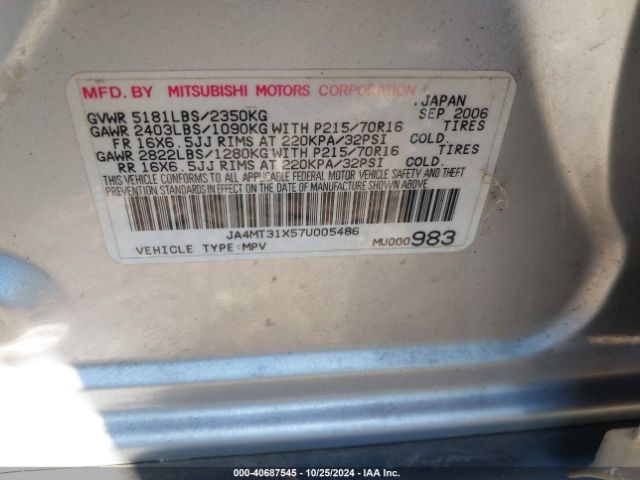 MFD. BY MITSUBISHI MOTORS CORPORATION, JAPAN
GVWR 5181LBS/2350KG SEP 2006
GAWR 2403LBS/1090KG WITH P215/70R16 TIRES
FR 16X6.5JJ RIMS AT 220KPA/32PSI COLD.
GAWR 2822LBS/1280KG WITH P215/70R16 TIRES
RR 16X6.5JJ RIMS AT 220KPA/32PSI COLD.
THIS VEHICLE CONFORMS TO ALL APPLICABLE FEDERAL MOTOR VEHICLE SAFETY AND THEFT
PREVENTION STANDARDS IN EFFECT ON THE DATE OF MANUFACTURE SHOWN ABOVE.
JA4MT31X57U005486
VEHICLE TYPE:MPV MU000983
000-40687545 - 10/25/2024 - IAA Inc.